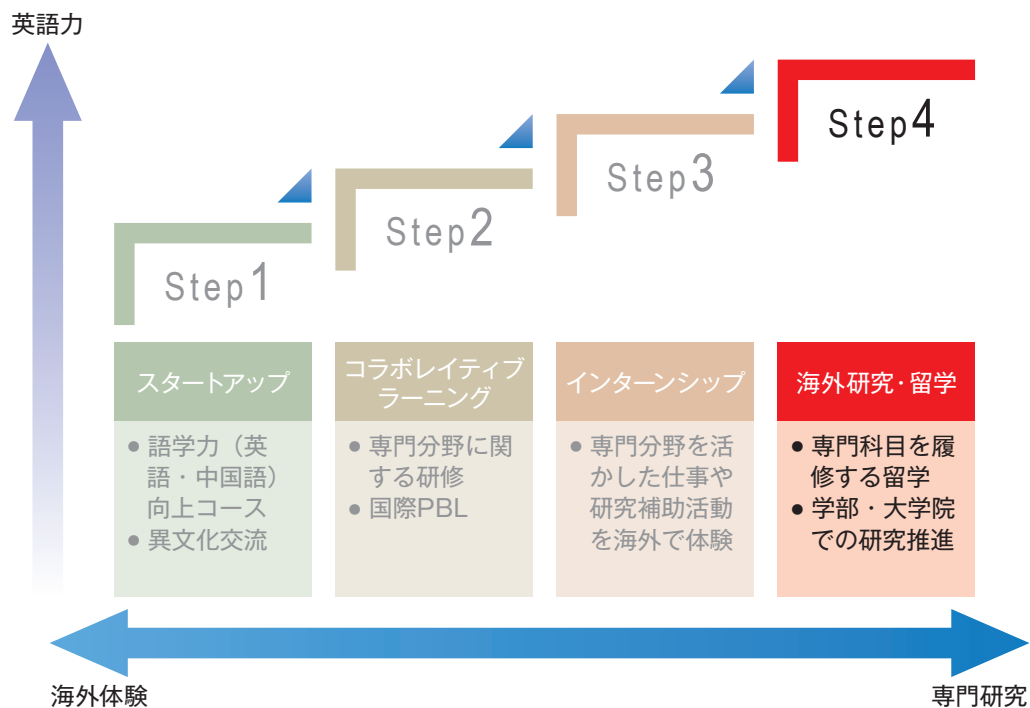 英語力
Step1
Step2
Step3
Step4
スタートアップ
● 語学力（英
語・中国語）
向上コース
● 異文化交流
コラボレイティブ
ラーニング
● 専門分野に関
する研修
● 国際PBL
インターンシップ
● 専門分野を活
かした仕事や
研究補助活動
を海外で体験
海外研究・留学
● 専門科目を履
修する留学
● 学部・大学院
での研究推進
海外体験
専門研究